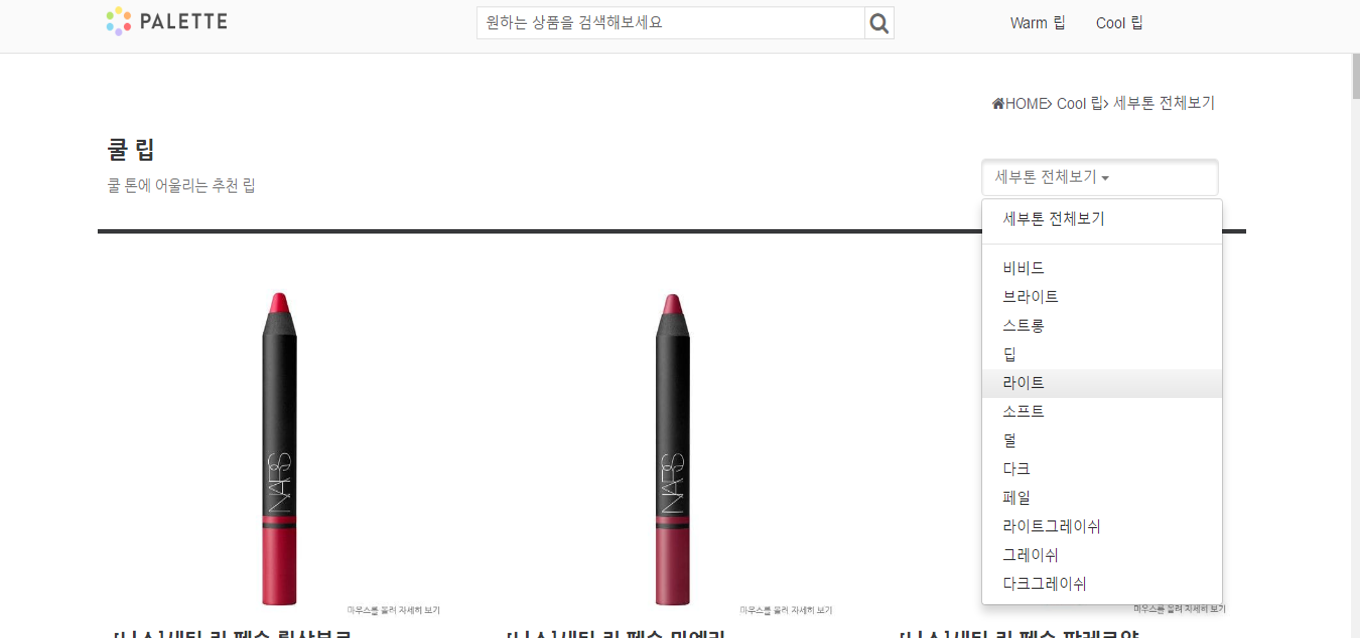 PALETTE
원하는 상품을 검색해보세요
Warm 립 Cool 립
HOME> Cool 립> 세부톤 전체보기
쿨 립
쿨 톤에 어울리는 추천 립
세부톤 전체보기
세부톤 전체보기
비비드
브라이트
스트롱
딥
라이트
소프트
덜
다크
페일
라이트그레이쉬
그레이쉬
다크그레이쉬
NARS
NARS
마우스를 올려 자세히 보기
마우스를 올려 자세히 보기
마우스를 올려 자세히 보기